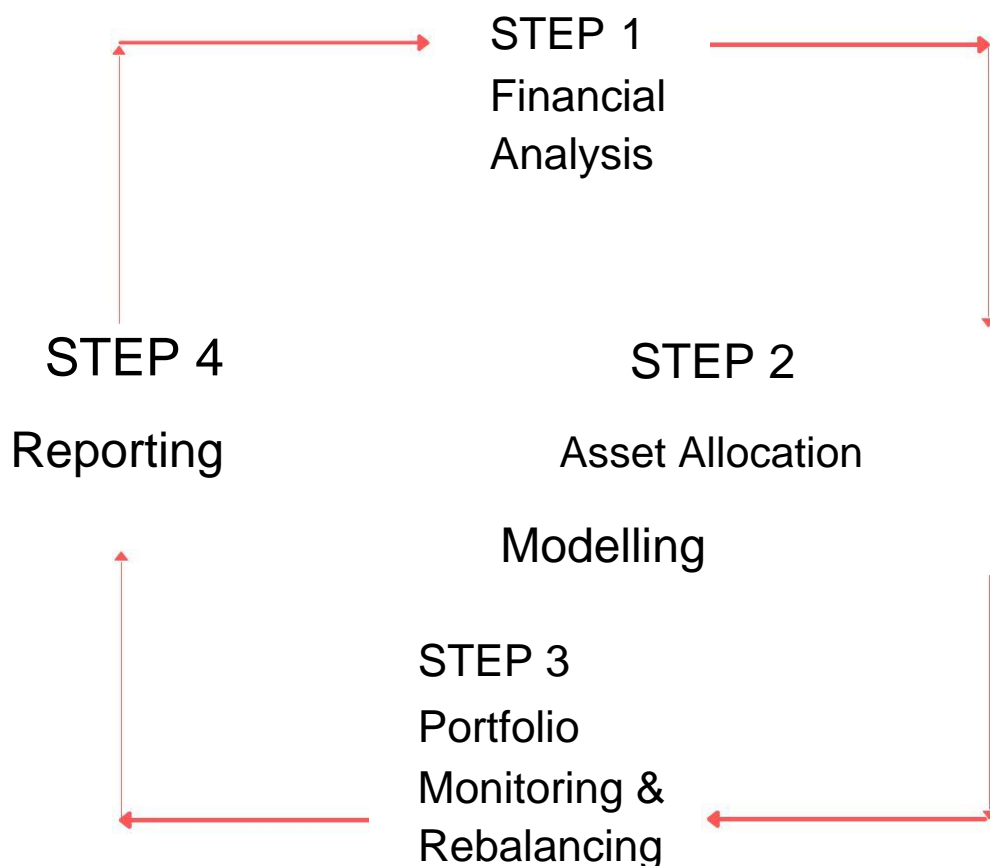 STEP 1
Financial
Analysis
STEP 4
Reporting
STEP 2
Asset Allocation
Modelling
STEP 3
Portfolio
Monitoring &
Rebalancing